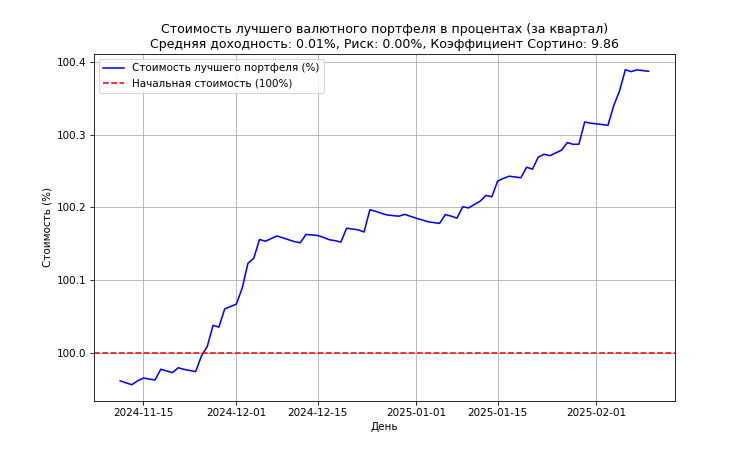 Стоимость лучшего валютного портфеля в процентах (за квартал)
Средняя доходность: 0.01%, Риск: 0.00%, Коэффициент Сортино: 9.86
Стоимость лучшего портфеля (%)
Начальная стоимость (100%)
Стоимость (%)
100.4
100.3
100.2
100.1
100.0
2024-11-15
2024-12-01
2024-12-15
2025-01-01
2025-01-15
2025-02-01
День